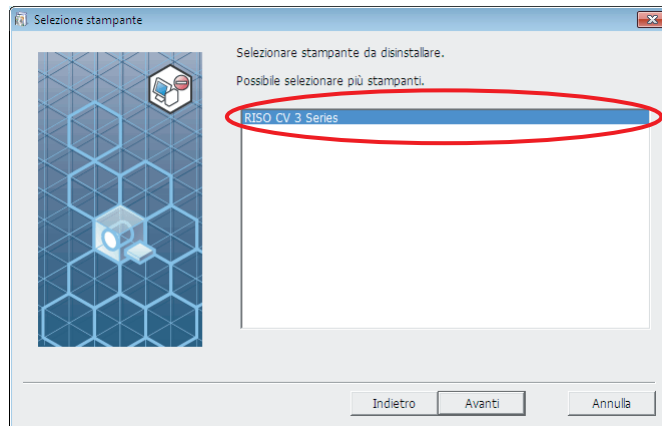 Selezione stampante
Selezionare stampante da disinstallare.
Possibile selezionare più stampanti.
RISO CV 3 Series
Indietro
Avanti
Annulla